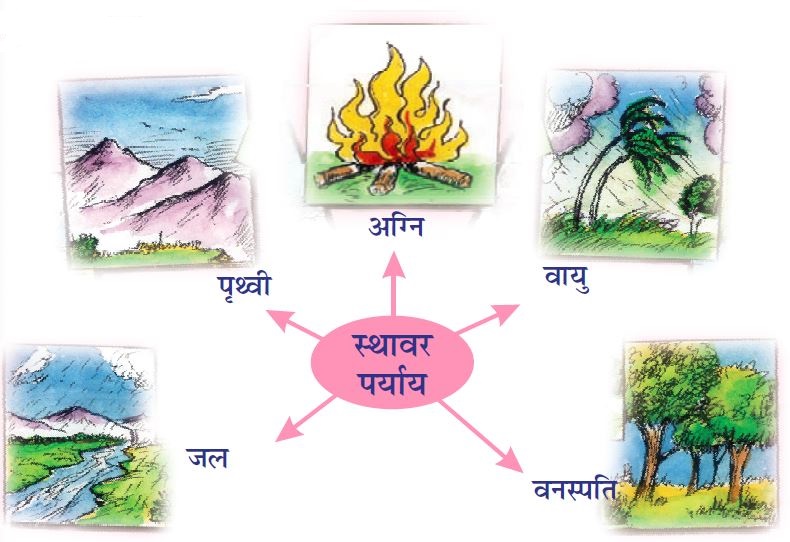 अग्नि
पृथ्वी
वायु
स्थावर
पर्याय
जल
वनस्पति